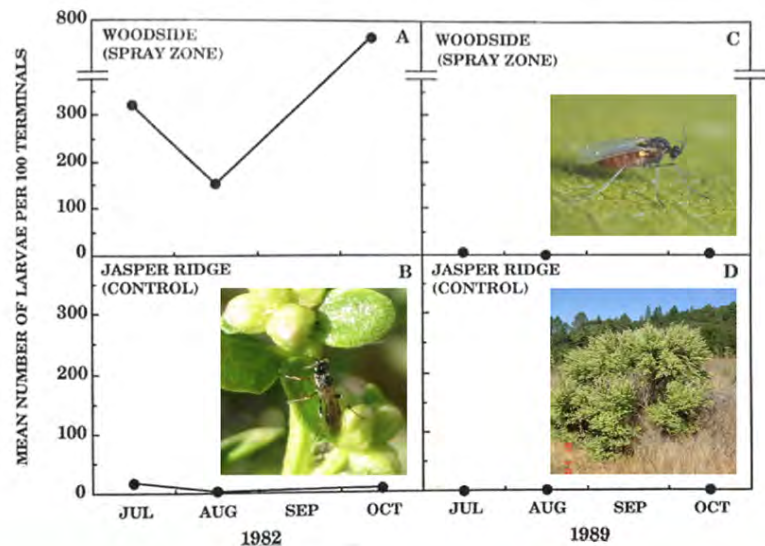 MEAN NUMBER OF LARVAE PER 100 TERMINALS
800
300
200
100
0
WOODSIDE
(SPRAY ZONE)
A
WOODSIDE
(SPRAY ZONE)
C
300
200
100
0
JASPER RIDGE
(CONTROL)
B
JASPER RIDGE
(CONTROL)
D
JUL AUG SEP OCT
1982
JUL AUG SEP OCT
1989